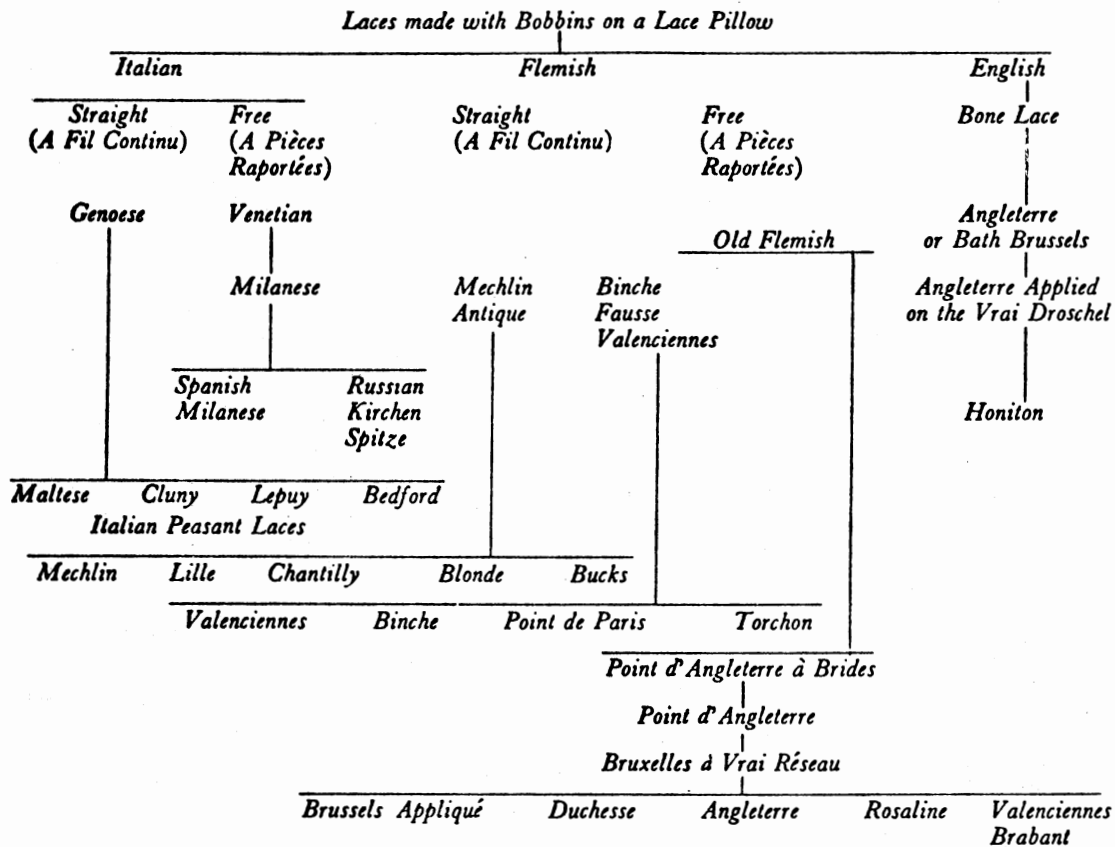 Laces made with Bobbins on a Lace Pillow
Italian Flemish English
Straight Free Straight Free Bone Lace
(A Fil Continu) (A Pièces (A Fil Continu) (A Pièces
Raportées) Raportées)
Genoese Venetian Angleterre
Old Flemish or Bath Brussels
Milanese Mechlin Binche Angleterre Applied
Antique Fausse on the Vrai Droschel
Valenciennes
Spanish Russian
Milanese Kirchen Honiton
Spitze
Maltese Cluny Lepuy Bedford
Italian Peasant Laces
Mechlin Lille Chantilly Blonde Bucks
Valenciennes Binche Point de Paris Torchon
Point d'Angleterre à Brides
Point d'Angleterre
Bruxelles à Vrai Réseau
Brussels Appliqué Duchesse Angleterre Rosaline Valenciennes
Brabant